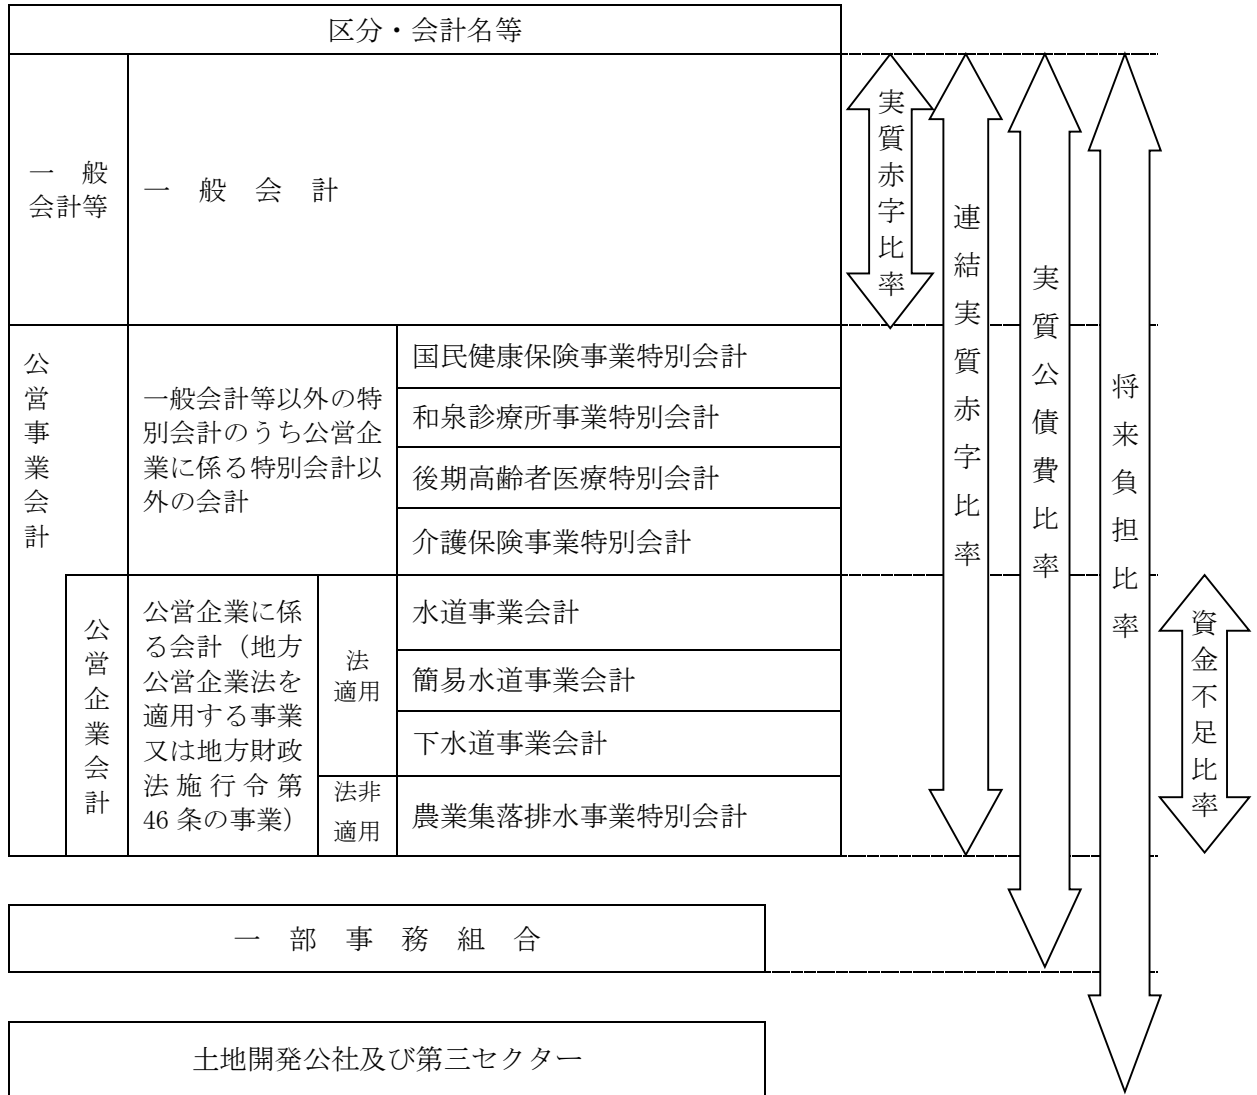 区分・会計名等
一　般
会計等
一　般　会　計
公営事業会計
一般会計等以外の特
別会計のうち公営企
業に係る特別会計以
外の会計
国民健康保険事業特別会計
和泉診療所事業特別会計
後期高齢者医療特別会計
介護保険事業特別会計
公営企業会計
公営企業に係
る会計（地方
公営企業法を
適用する事業
又は地方財政
法施行令第
46 条の事業）
法
適用
水道事業会計
簡易水道事業会計
下水道事業会計
法非
適用
農業集落排水事業特別会計
一　部　事　務　組　合
土地開発公社及び第三セクター
実質赤字比率
連結実質赤字比率
実質公債費比率
将来負担比率
資金不足比率